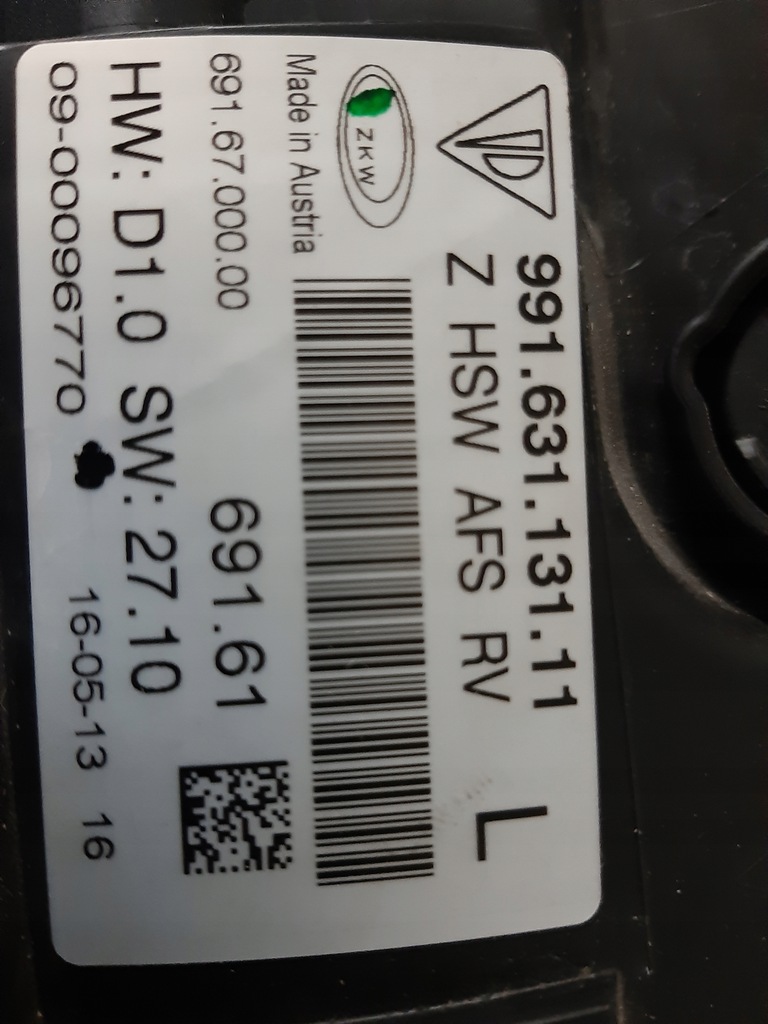 991.631.131.11
Z HSW AFS RV
L
ZKW
Made in Austria
691.67.000.00
691.61
HW: D1.0 SW: 27.10
09-00096770
16-05-13 16